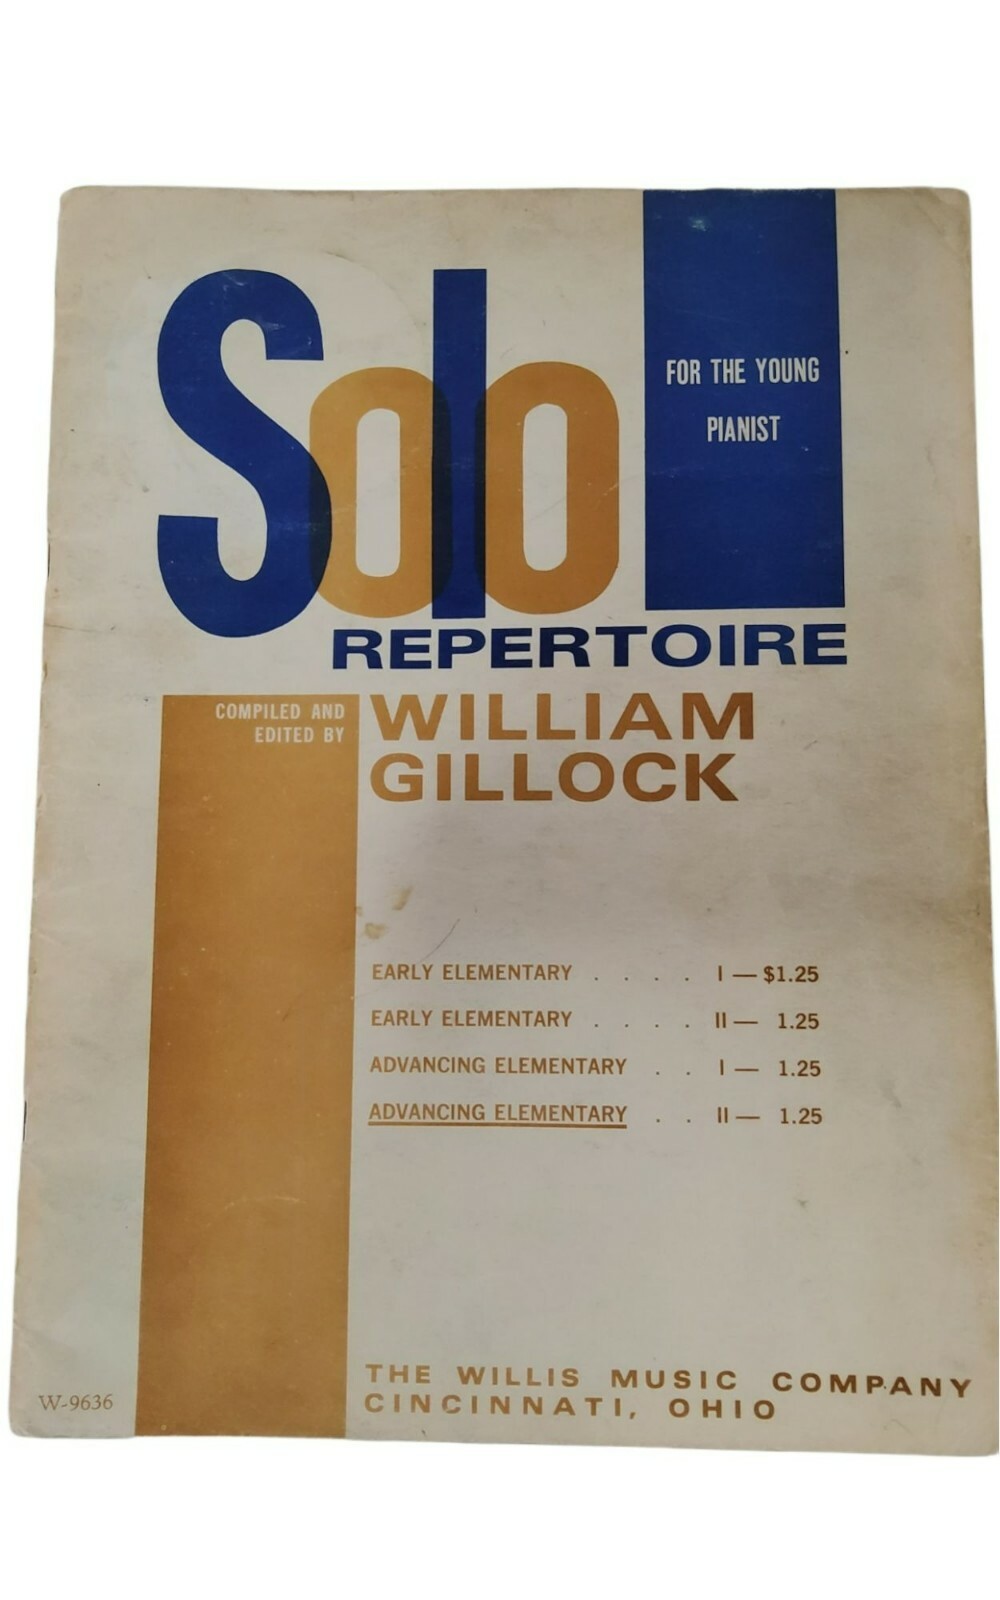 Solo
FOR THE YOUNG
PIANIST
REPERTOIRE
COMPILED AND
EDITED BY
WILLIAM
GILLOCK
EARLY ELEMENTARY . . . . I — $1.25
EARLY ELEMENTARY . . . . II — 1.25
ADVANCING ELEMENTARY . . I — 1.25
ADVANCING ELEMENTARY . . II — 1.25
THE WILLIS MUSIC COMPANY
CINCINNATI, OHIO
W-9636